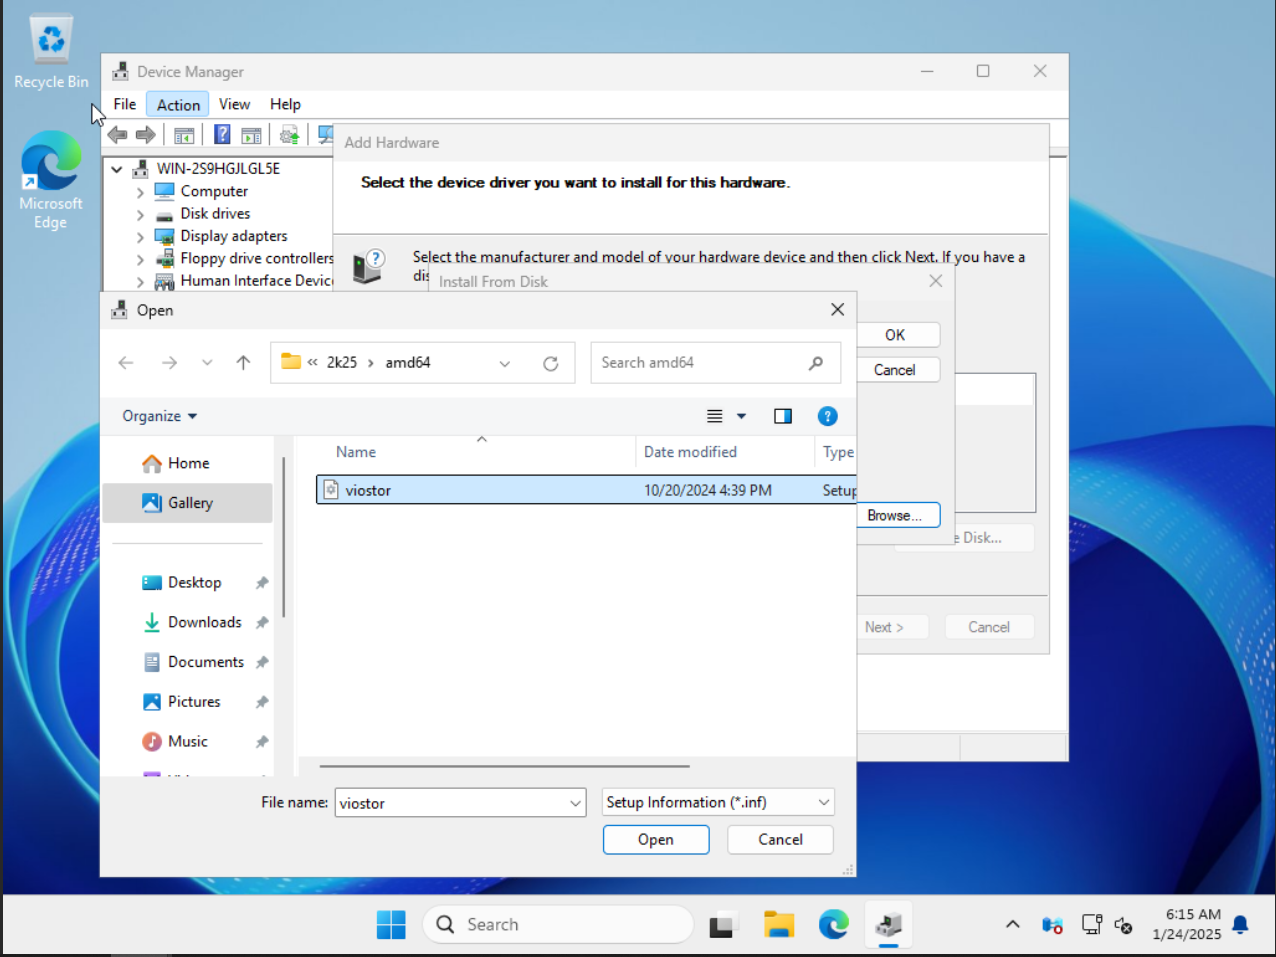 Recycle Bin
Microsoft
Edge
Device Manager
File Action View Help
WIN-2S9HGJLGL5E
Computer
Disk drives
Display adapters
Floppy drive controllers
Human Interface Devic
Add Hardware
Select the device driver you want to install for this hardware.
Select the manufacturer and model of your hardware device and then click Next. If you have a
dis
Install From Disk
OK
Cancel
Browse...
e Disk...
Next >
Cancel
Open
« 2k25 > amd64
Search amd64
Organize
Name Date modified Type
viostor 10/20/2024 4:39 PM Setup
Home
Gallery
Desktop
Downloads
Documents
Pictures
Music
File name: viostor Setup Information (*.inf)
Open Cancel
Search
6:15 AM
1/24/2025